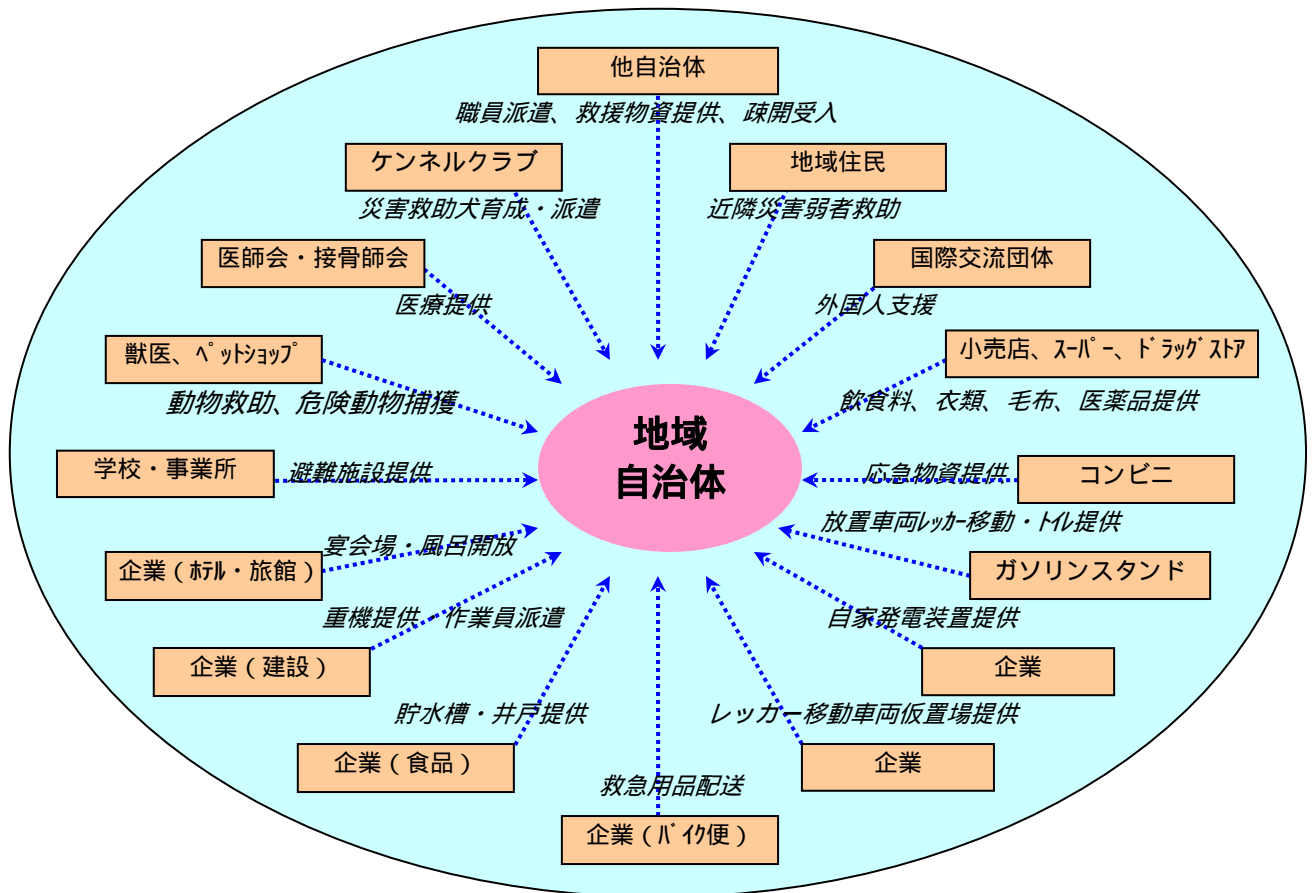 他自治体
職員派遣、救援物資提供、疎開受入
ケンネルクラブ
地域住民
災害救助犬育成・派遣
近隣災害弱者救助
医師会・接骨師会
国際交流団体
医療提供
外国人支援
獣医、ﾍﾟｯﾄｼｮｯﾌﾟ
小売店、ｽｰﾊﾟｰ、ﾄﾞﾗｯｸﾞｽﾄｱ
動物救助、危険動物捕獲
飲食料、衣類、毛布、医薬品提供
地域
自治体
学校・事業所
避難施設提供
応急物資提供
コンビニ
放置車両ﾚｯｶｰ移動・ﾄｲﾚ提供
宴会場・風呂開放
企業（ﾎﾃﾙ・旅館）
ガソリンスタンド
重機提供・作業員派遣
自家発電装置提供
企業（建設）
企業
貯水槽・井戸提供
レッカー移動車両仮置場提供
企業（食品）
企業
救急用品配送
企業（ﾊﾞｲｸ便）